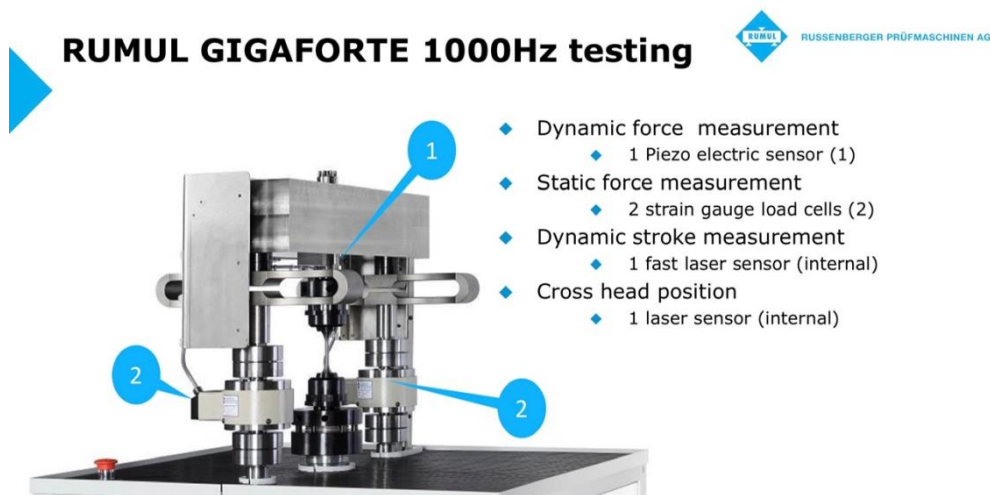 RUMUL GIGAFORTE 1000Hz testing
RUMUL
RUSSENBERGER PRÜFMASCHINEN AG
Dynamic force measurement
1 Piezo electric sensor (1)
Static force measurement
2 strain gauge load cells (2)
Dynamic stroke measurement
1 fast laser sensor (internal)
Cross head position
1 laser sensor (internal)
1
2
2